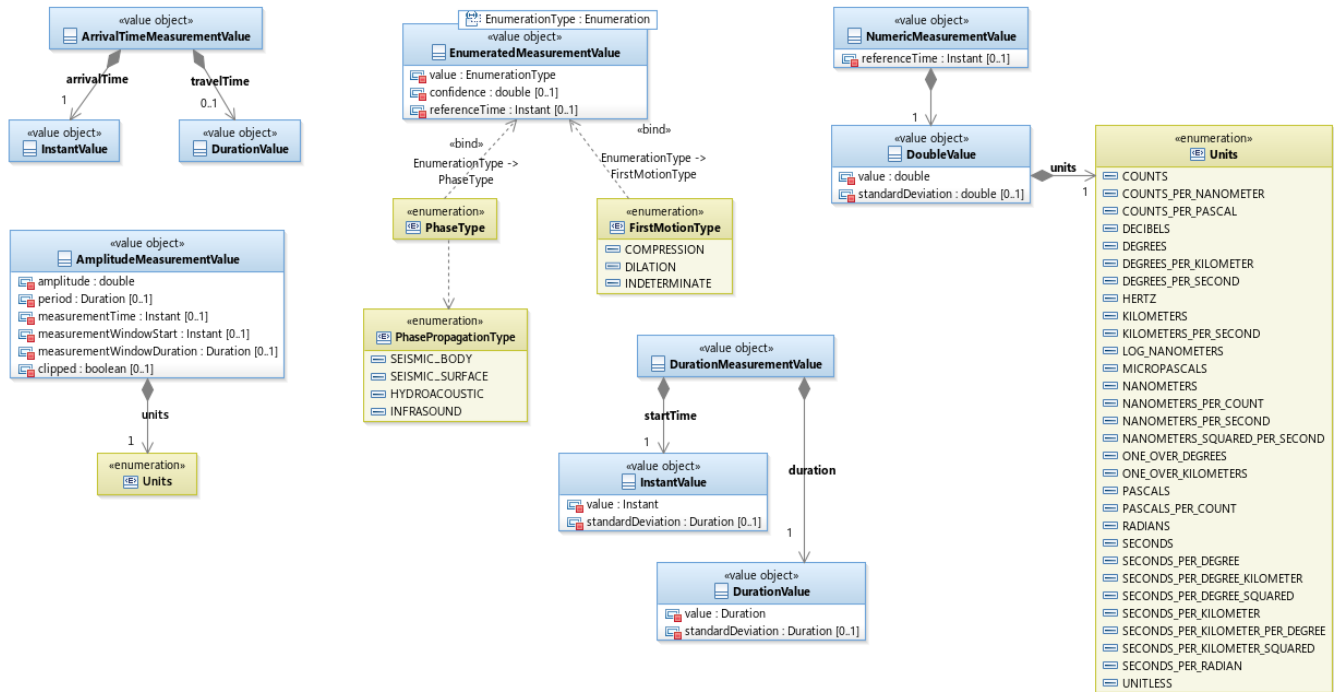 «value object»
ArrivalTimeMeasurementValue
arrivalTime
travelTime
1
0..1
«value object»
InstantValue
«value object»
DurationValue
EnumerationType : Enumeration
«value object»
EnumeratedMeasurementValue
value : EnumerationType
confidence : double [0..1]
referenceTime : Instant [0..1]
«bind»
EnumerationType ->
PhaseType
«bind»
EnumerationType ->
FirstMotionType
«enumeration»
PhaseType
«enumeration»
FirstMotionType
COMPRESSION
DILATION
INDETERMINATE
«enumeration»
PhasePropagationType
SEISMIC_BODY
SEISMIC_SURFACE
HYDROACOUSTIC
INFRASOUND
«value object»
NumericMeasurementValue
referenceTime : Instant [0..1]
1
«value object»
DoubleValue
value : double
standardDeviation : double [0..1]
units
1
«enumeration»
Units
COUNTS
COUNTS_PER_NANOMETER
COUNTS_PER_PASCAL
DECIBELS
DEGREES
DEGREES_PER_KILOMETER
DEGREES_PER_SECOND
HERTZ
KILOMETERS
KILOMETERS_PER_SECOND
LOG_NANOMETERS
MICROPASCALS
NANOMETERS
NANOMETERS_PER_COUNT
NANOMETERS_PER_SECOND
NANOMETERS_SQUARED_PER_SECOND
ONE_OVER_DEGREES
ONE_OVER_KILOMETERS
PASCALS
PASCALS_PER_COUNT
RADIANS
SECONDS
SECONDS_PER_DEGREE
SECONDS_PER_DEGREE_KILOMETER
SECONDS_PER_DEGREE_SQUARED
SECONDS_PER_KILOMETER
SECONDS_PER_KILOMETER_PER_DEGREE
SECONDS_PER_KILOMETER_SQUARED
SECONDS_PER_RADIAN
UNITLESS
«value object»
AmplitudeMeasurementValue
amplitude : double
period : Duration [0..1]
measurementTime : Instant [0..1]
measurementWindowStart : Instant [0..1]
measurementWindowDuration : Duration [0..1]
clipped : boolean [0..1]
units
1
«enumeration»
Units
«value object»
DurationMeasurementValue
startTime
1
duration
1
«value object»
InstantValue
value : Instant
standardDeviation : Duration [0..1]
«value object»
DurationValue
value : Duration
standardDeviation : Duration [0..1]